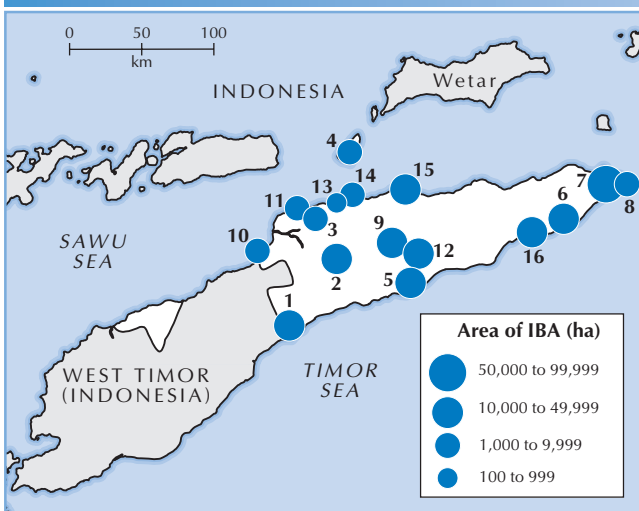 0 50 100
km
INDONESIA
Wetar
4
15
14
13
11
7
8
6
3
SAWU
SEA
10
9
12
16
2
5
1
TIMOR
SEA
WEST TIMOR
(INDONESIA)
Area of IBA (ha)
50,000 to 99,999
10,000 to 49,999
1,000 to 9,999
100 to 999